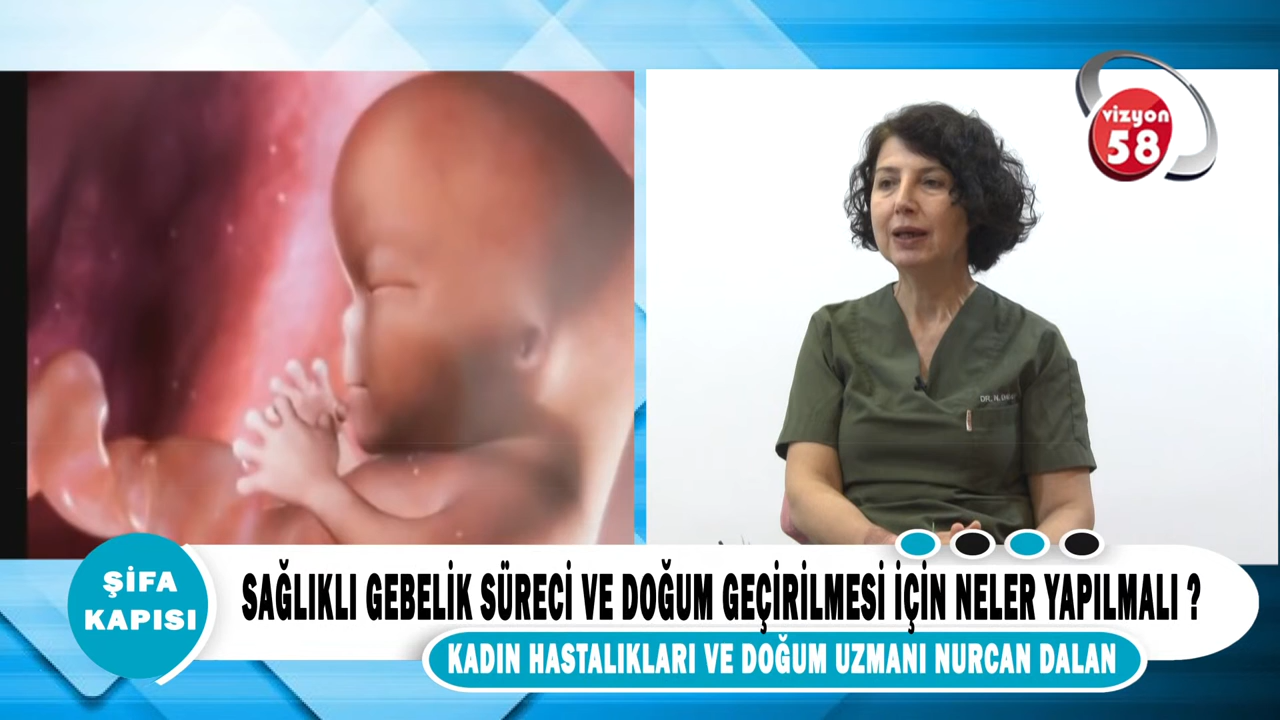 vizyon
58
DR. N.
ŞİFA
KAPISI
SAĞLIKLI GEBELİK SÜRECİ VE DOĞUM GEÇİRİLMESİ İÇİN NELER YAPILMALI ?
KADIN HASTALIKLARI VE DOĞUM UZMANI NURCAN DALAN